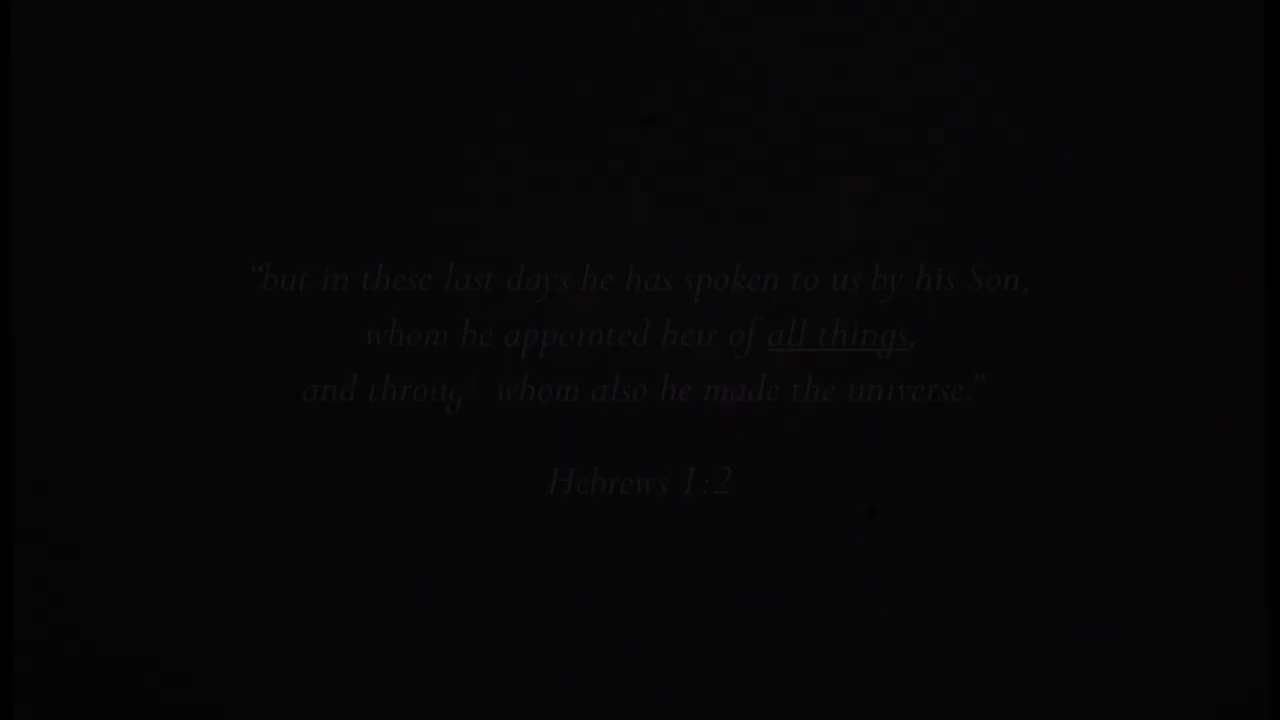 “but in these last days he has spoken to us by his Son,
whom he appointed heir of all things,
and through whom also he made the universe.”
Hebrews 1:2